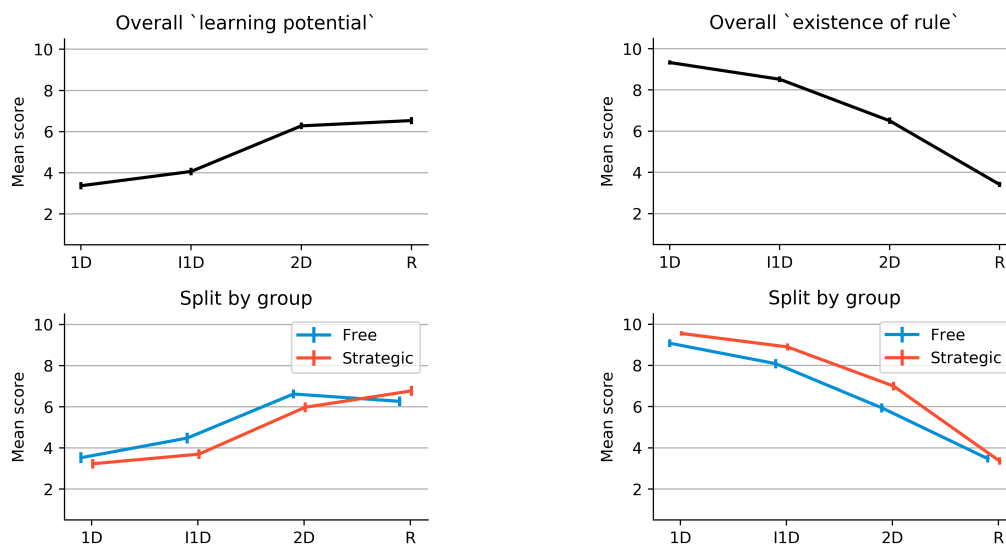 Overall `learning potential`
Mean score
10
8
6
4
2
1D I1D 2D R
Overall `existence of rule`
Mean score
10
8
6
4
2
1D I1D 2D R
Split by group
Mean score
10
8
6
4
2
Free
Strategic
1D I1D 2D R
Split by group
Mean score
10
8
6
4
2
Free
Strategic
1D I1D 2D R